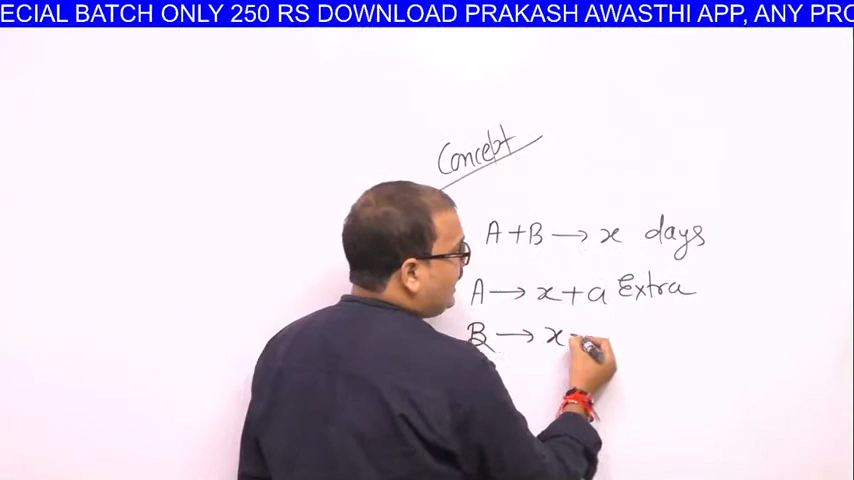 ECIAL BATCH ONLY 250 RS DOWNLOAD PRAKASH AWASTHI APP, ANY PRO
Concept
A+B → x days
A → x+a Extra
B → x